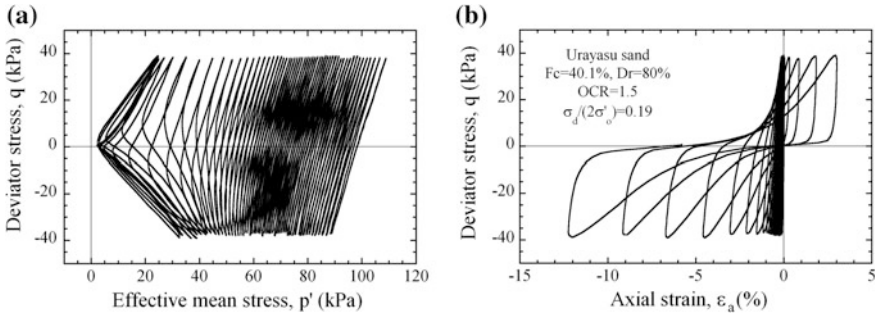 (a)
Deviator stress, q (kPa)
40
20
0
-20
-40
0 20 40 60 80 100 120
Effective mean stress, p' (kPa)
(b)
Deviator stress, q (kPa)
40
20
0
-20
-40
Urayasu sand
Fc=40.1%, Dr=80%
OCR=1.5
σd/(2σ'o)=0.19
-15 -10 -5 0 5
Axial strain, εa(%)